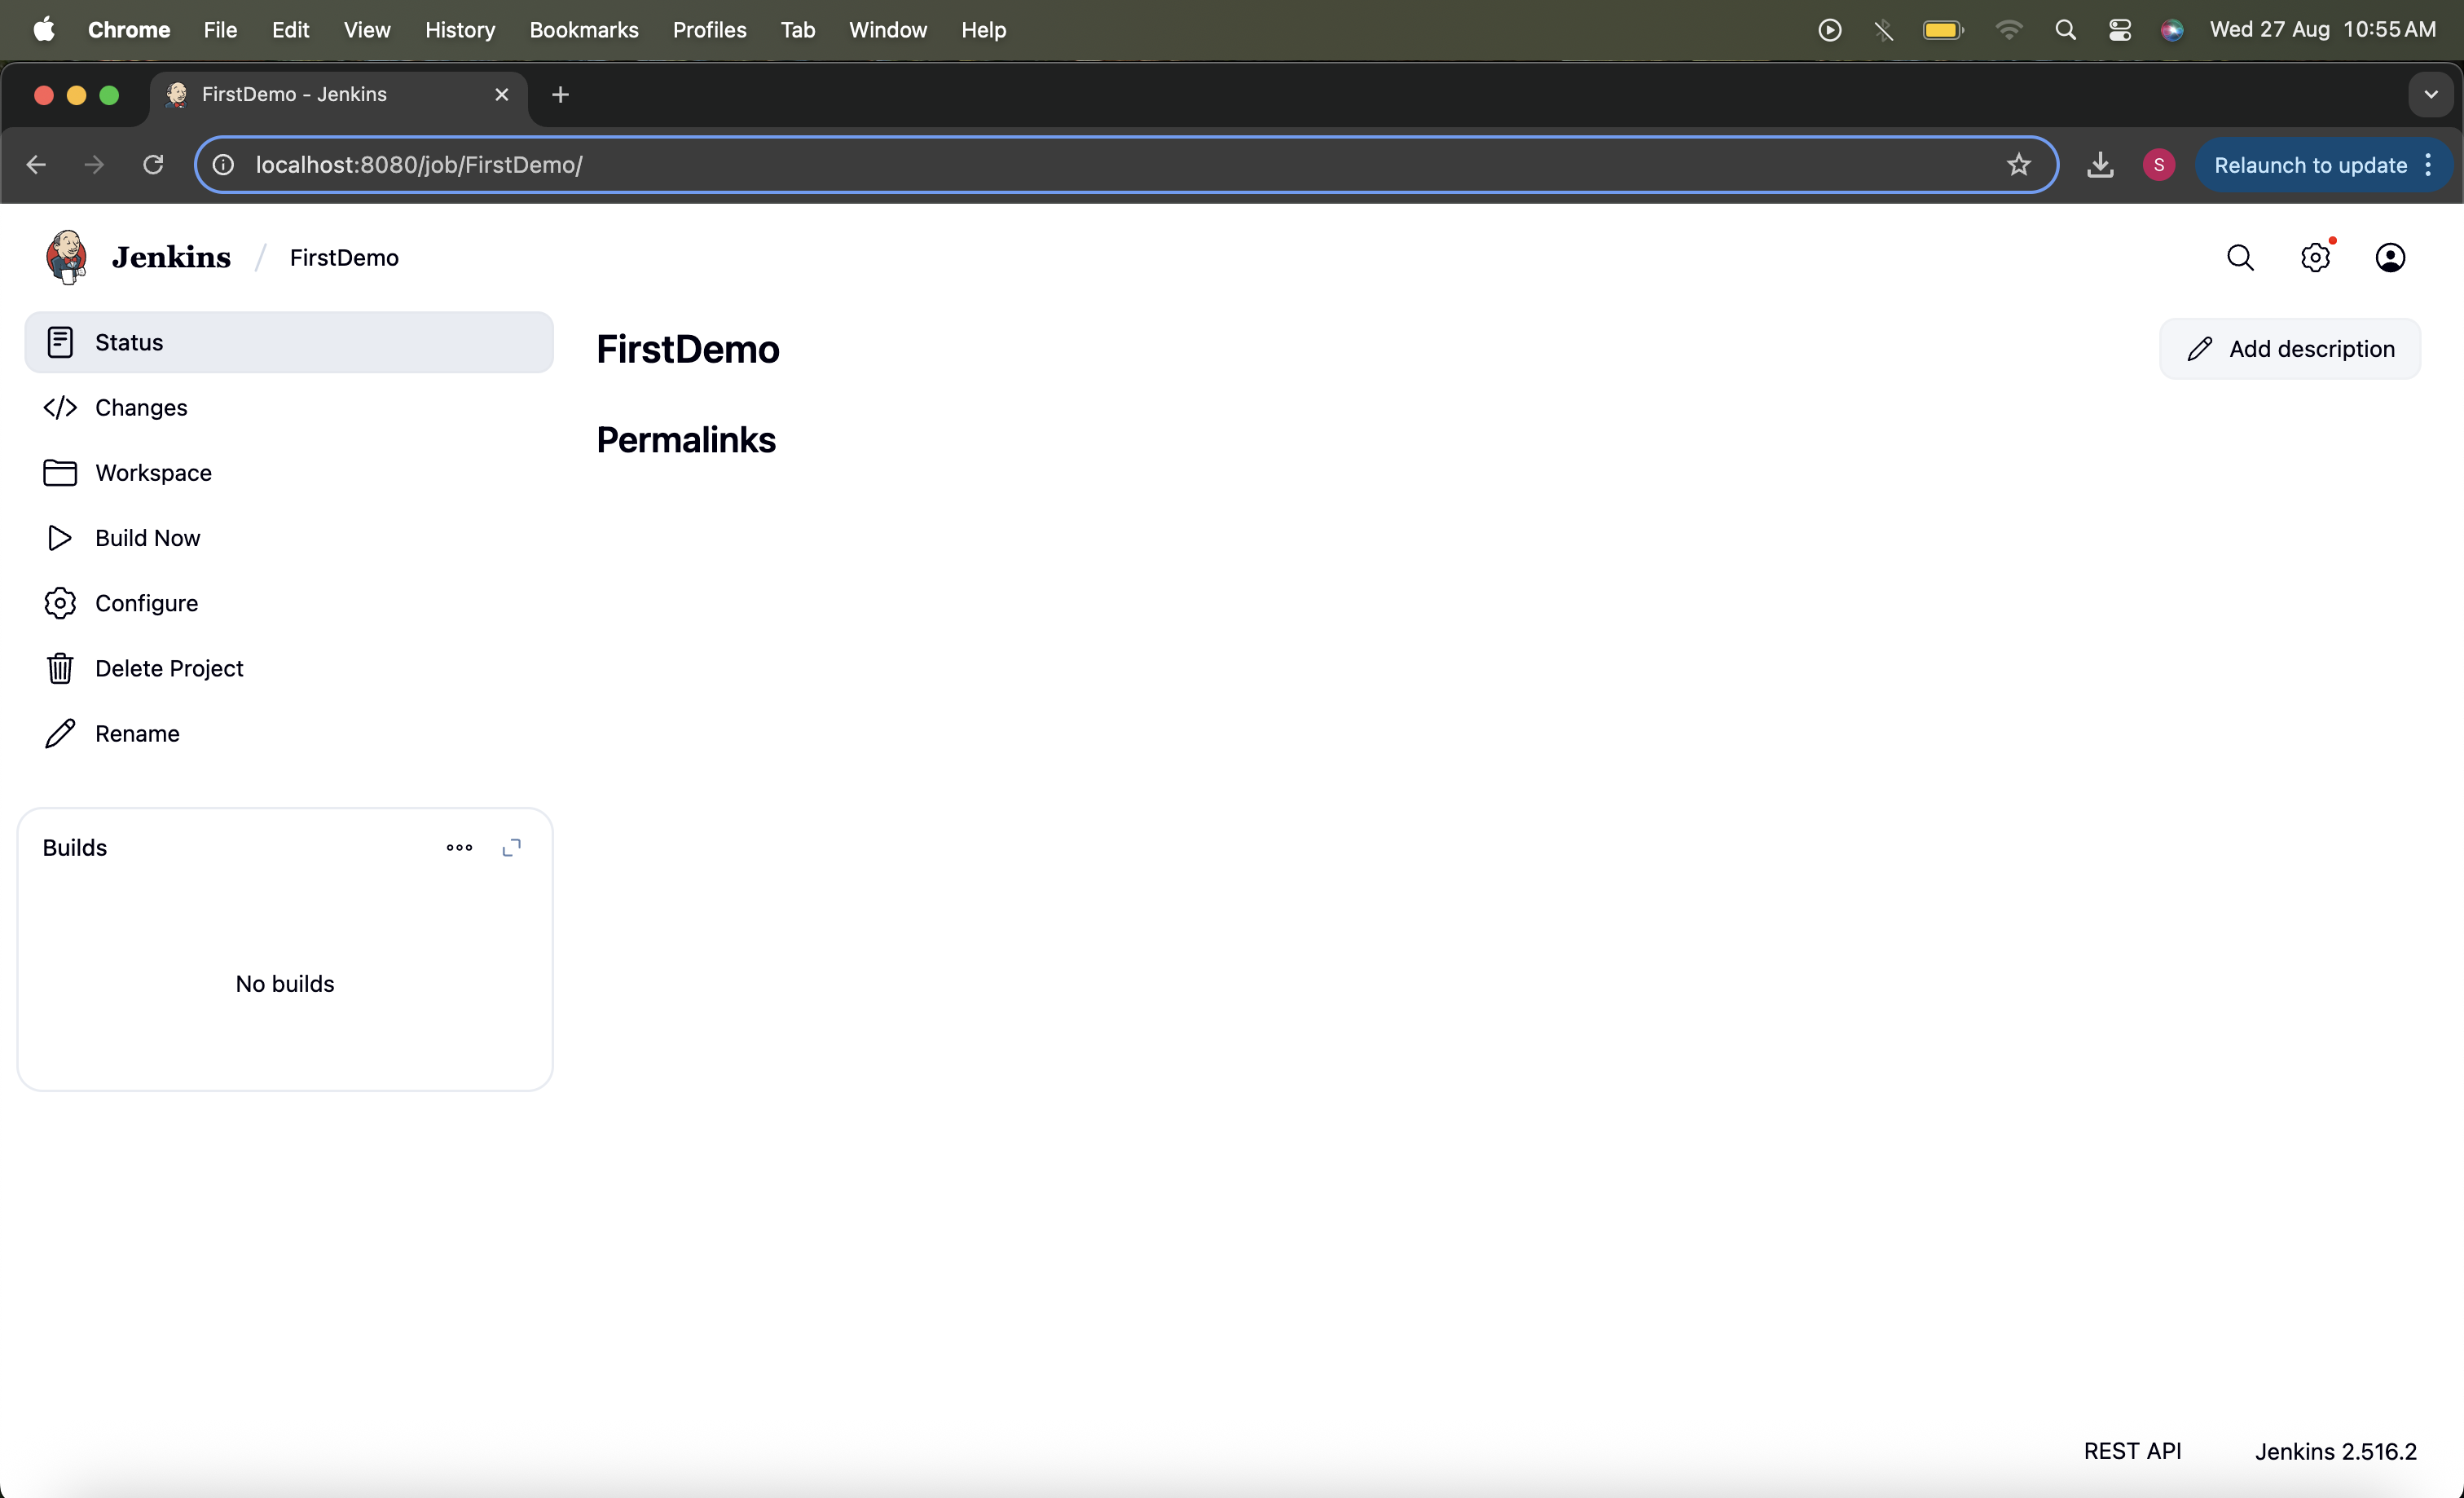 Chrome File Edit View History Bookmarks Profiles Tab Window Help Wed 27 Aug 10:55 AM
FirstDemo - Jenkins
localhost:8080/job/FirstDemo/ S Relaunch to update
Jenkins / FirstDemo
Status
Changes
Workspace
Build Now
Configure
Delete Project
Rename
FirstDemo
Add description
Permalinks
Builds
No builds
REST API Jenkins 2.516.2